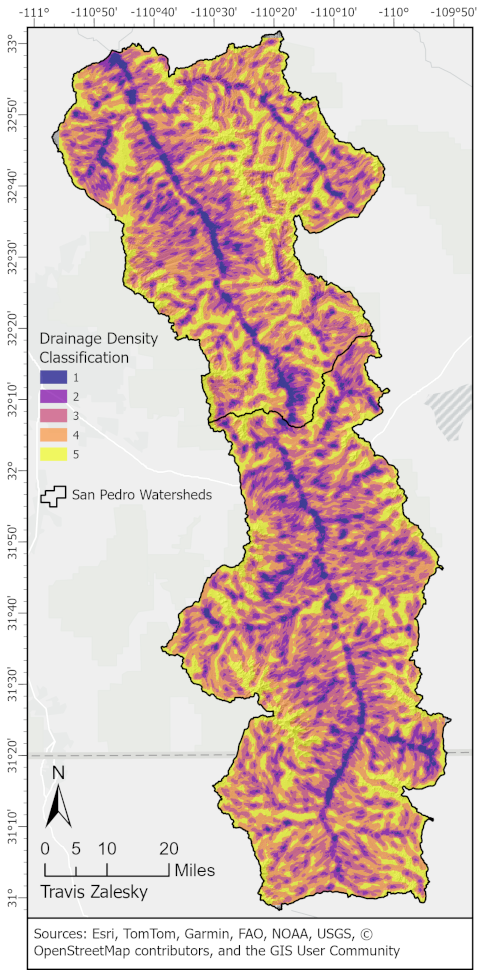 -111° -110°50' -110°40' -110°30' -110°20' -110°10' -110° -109°50'
33°
32°50'
32°40'
32°30'
32°20'
32°10'
32°
31°50'
31°40'
31°30'
31°20'
31°10'
31°
Drainage Density
Classification
1
2
3
4
5
San Pedro Watersheds
N
0 5 10 20
Miles
Travis Zalesky
Sources: Esri, TomTom, Garmin, FAO, NOAA, USGS, ©
OpenStreetMap contributors, and the GIS User Community